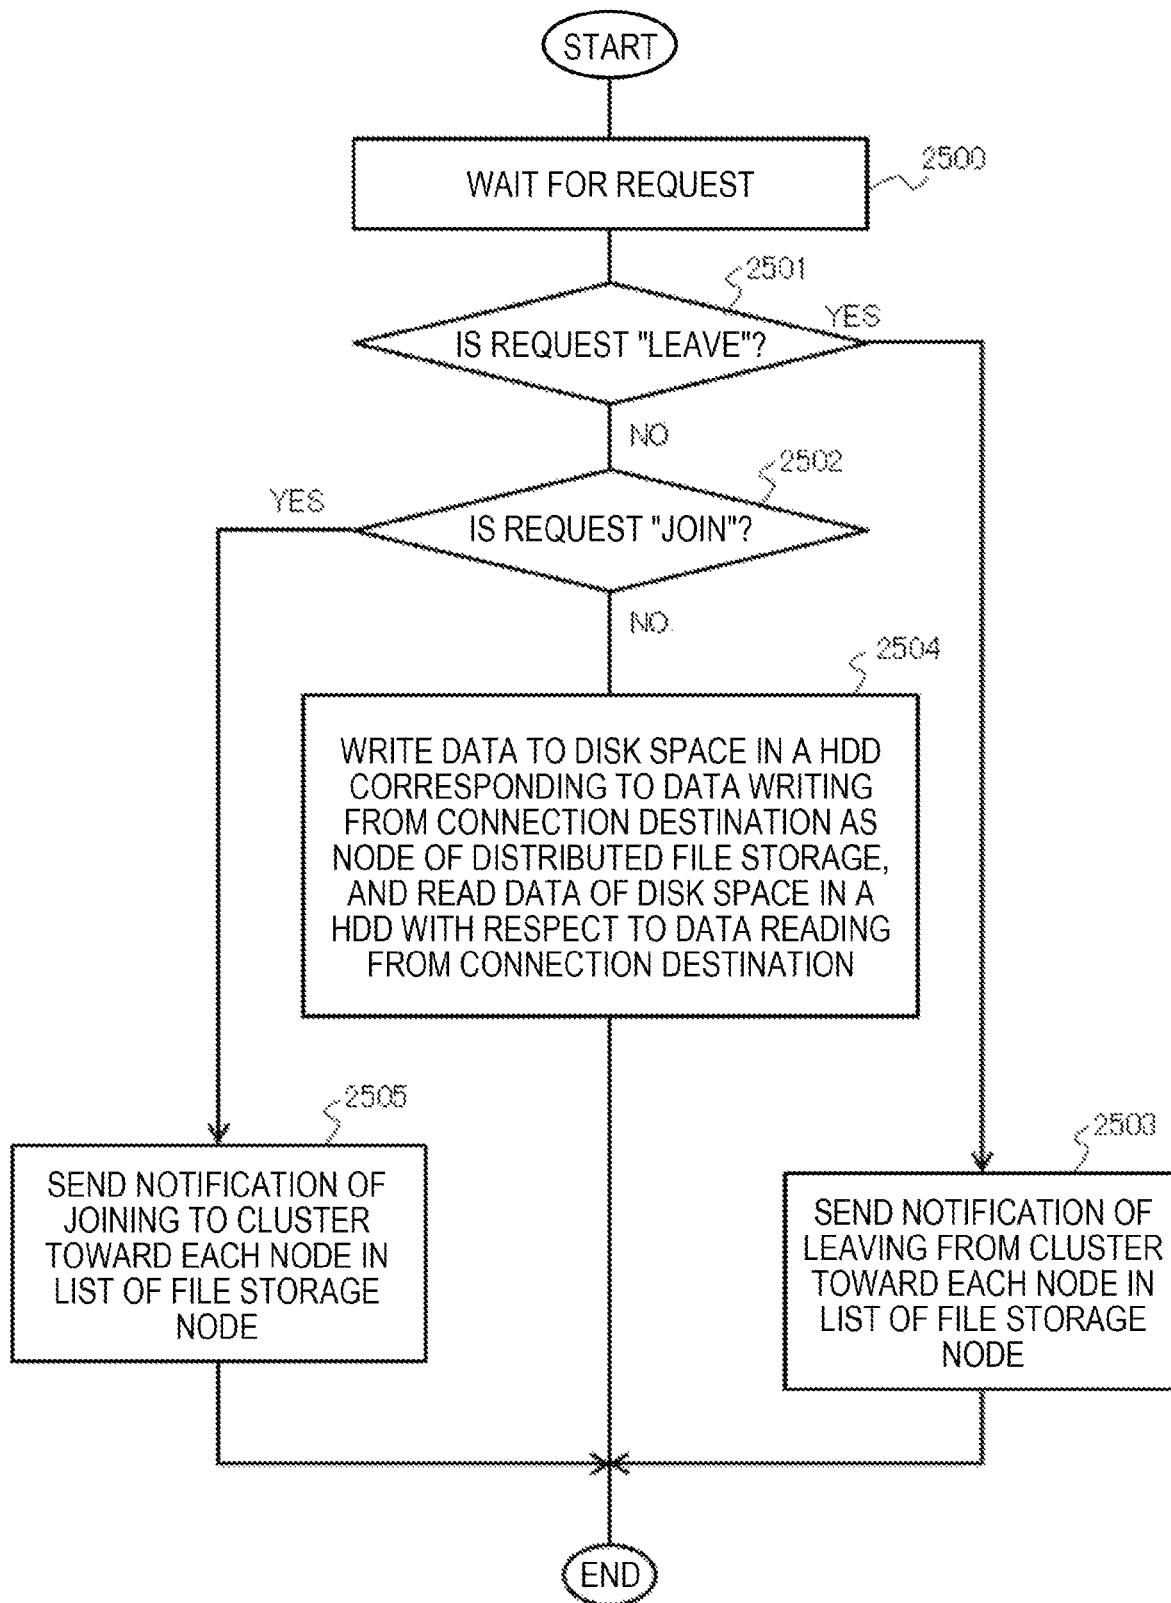 START
WAIT FOR REQUEST
2500
2501
IS REQUEST "LEAVE"?
YES
NO
2502
YES
IS REQUEST "JOIN"?
NO
2504
WRITE DATA TO DISK SPACE IN A HDD
CORRESPONDING TO DATA WRITING
FROM CONNECTION DESTINATION AS
NODE OF DISTRIBUTED FILE STORAGE,
AND READ DATA OF DISK SPACE IN A
HDD WITH RESPECT TO DATA READING
FROM CONNECTION DESTINATION
2505
SEND NOTIFICATION OF
JOINING TO CLUSTER
TOWARD EACH NODE IN
LIST OF FILE STORAGE
NODE
2503
SEND NOTIFICATION OF
LEAVING FROM CLUSTER
TOWARD EACH NODE IN
LIST OF FILE STORAGE
NODE
END